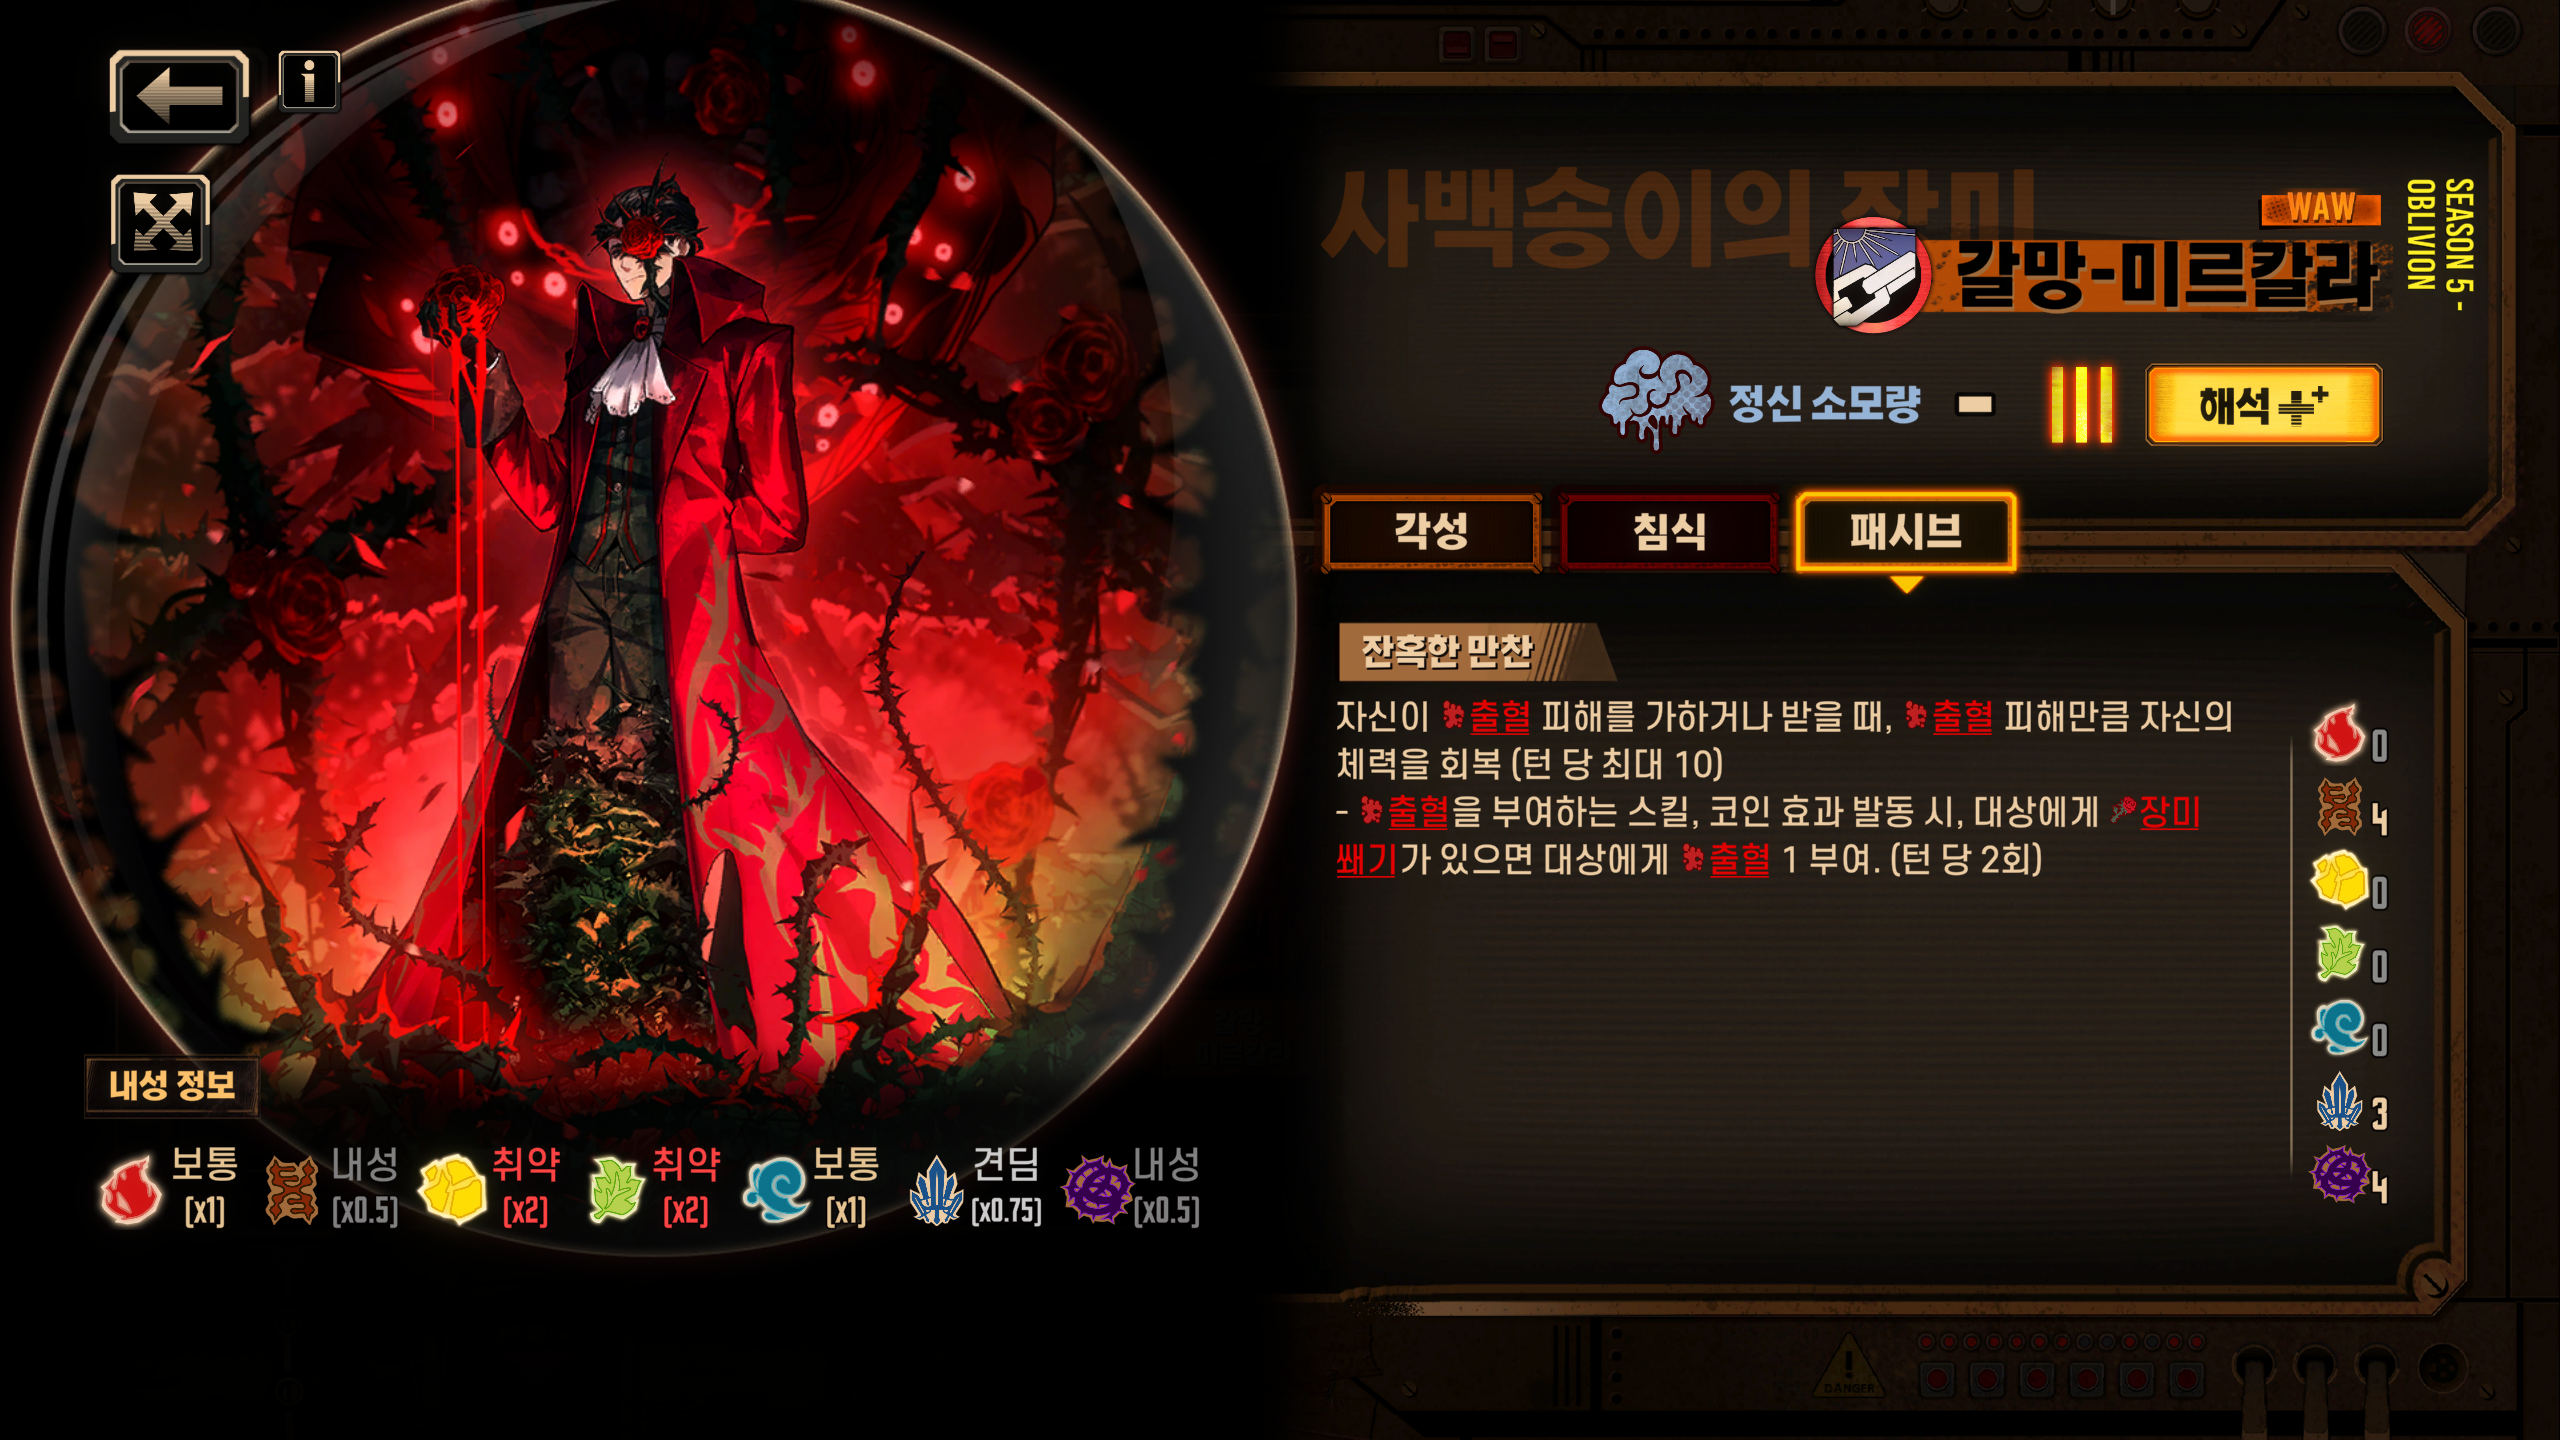 사백송이의 장미
WAW
갈망-미르칼라
SEASON 5 -
OBLIVION
정신 소모량 -
III
해석++
각성
침식
패시브
잔혹한 만찬
자신이 출혈 피해를 가하거나 받을 때, 출혈 피해만큼 자신의
체력을 회복 (턴 당 최대 10)
- 출혈을 부여하는 스킬, 코인 효과 발동 시, 대상에게 장미
쐐기가 있으면 대상에게 출혈 1 부여. (턴 당 2회)
0
4
0
0
0
3
4
내성 정보
보통 내성 취약 취약 보통 견딤 내성
[x1] [x0.5] [x2] [x2] [x1] [x0.75] [x0.5]
DANGER